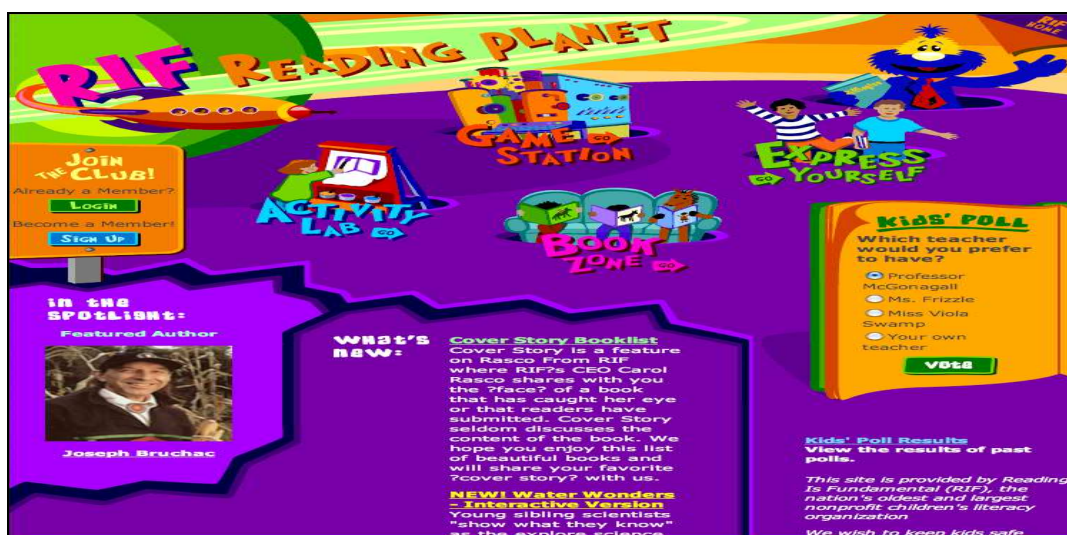 RIF READING PLANET
RIF
HOME
GAME GO
STATION
EXPRESS
GO YOURSELF
JOIN
THE CLUB!
Already a Member?
LOGIN
Become a Member!
SIGN UP
ACTIVITY
LAB GO
BOOK
ZONE GO
KIDS' POLL
Which teacher
would you prefer
to have?
Professor
McGonagall
Ms. Frizzle
Miss Viola
Swamp
Your own
teacher
VOTE
in the
spotlight:
Featured Author
Joseph Bruchac
what's
new:
Cover Story Booklist
Cover Story is a feature
on Rasco From RIF
where RIF?s CEO Carol
Rasco shares with you
the ?face? of a book
that has caught her eye
or that readers have
submitted. Cover Story
seldom discusses the
content of the book. We
hope you enjoy this list
of beautiful books and
will share your favorite
?cover story? with us.
NEW! Water Wonders
- Interactive Version
Young sibling scientists
"show what they know"
as the explore science
Kids' Poll Results
View the results of past
polls.
This site is provided by Reading
Is Fundamental (RIF), the
nation's oldest and largest
nonprofit children's literacy
organization
We wish to keep kids safe